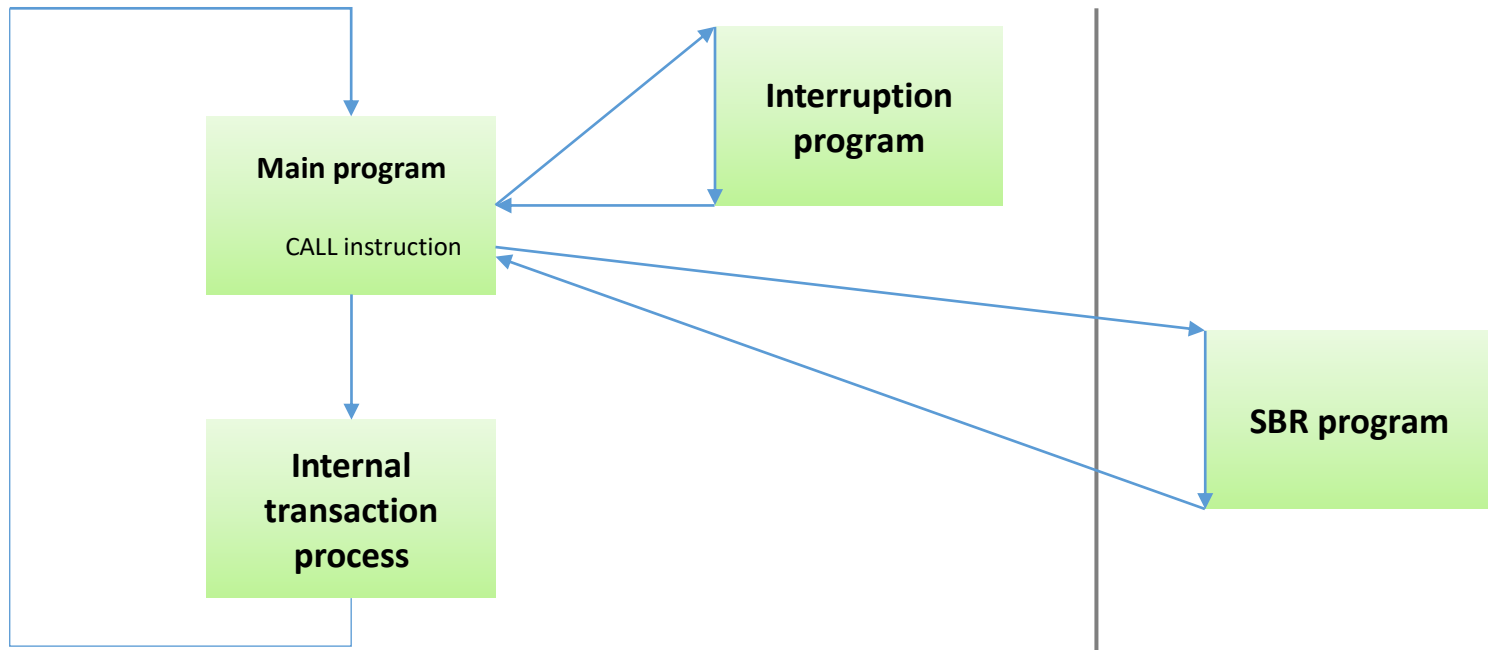 Interruption
program
Main program
CALL instruction
SBR program
Internal
transaction
process